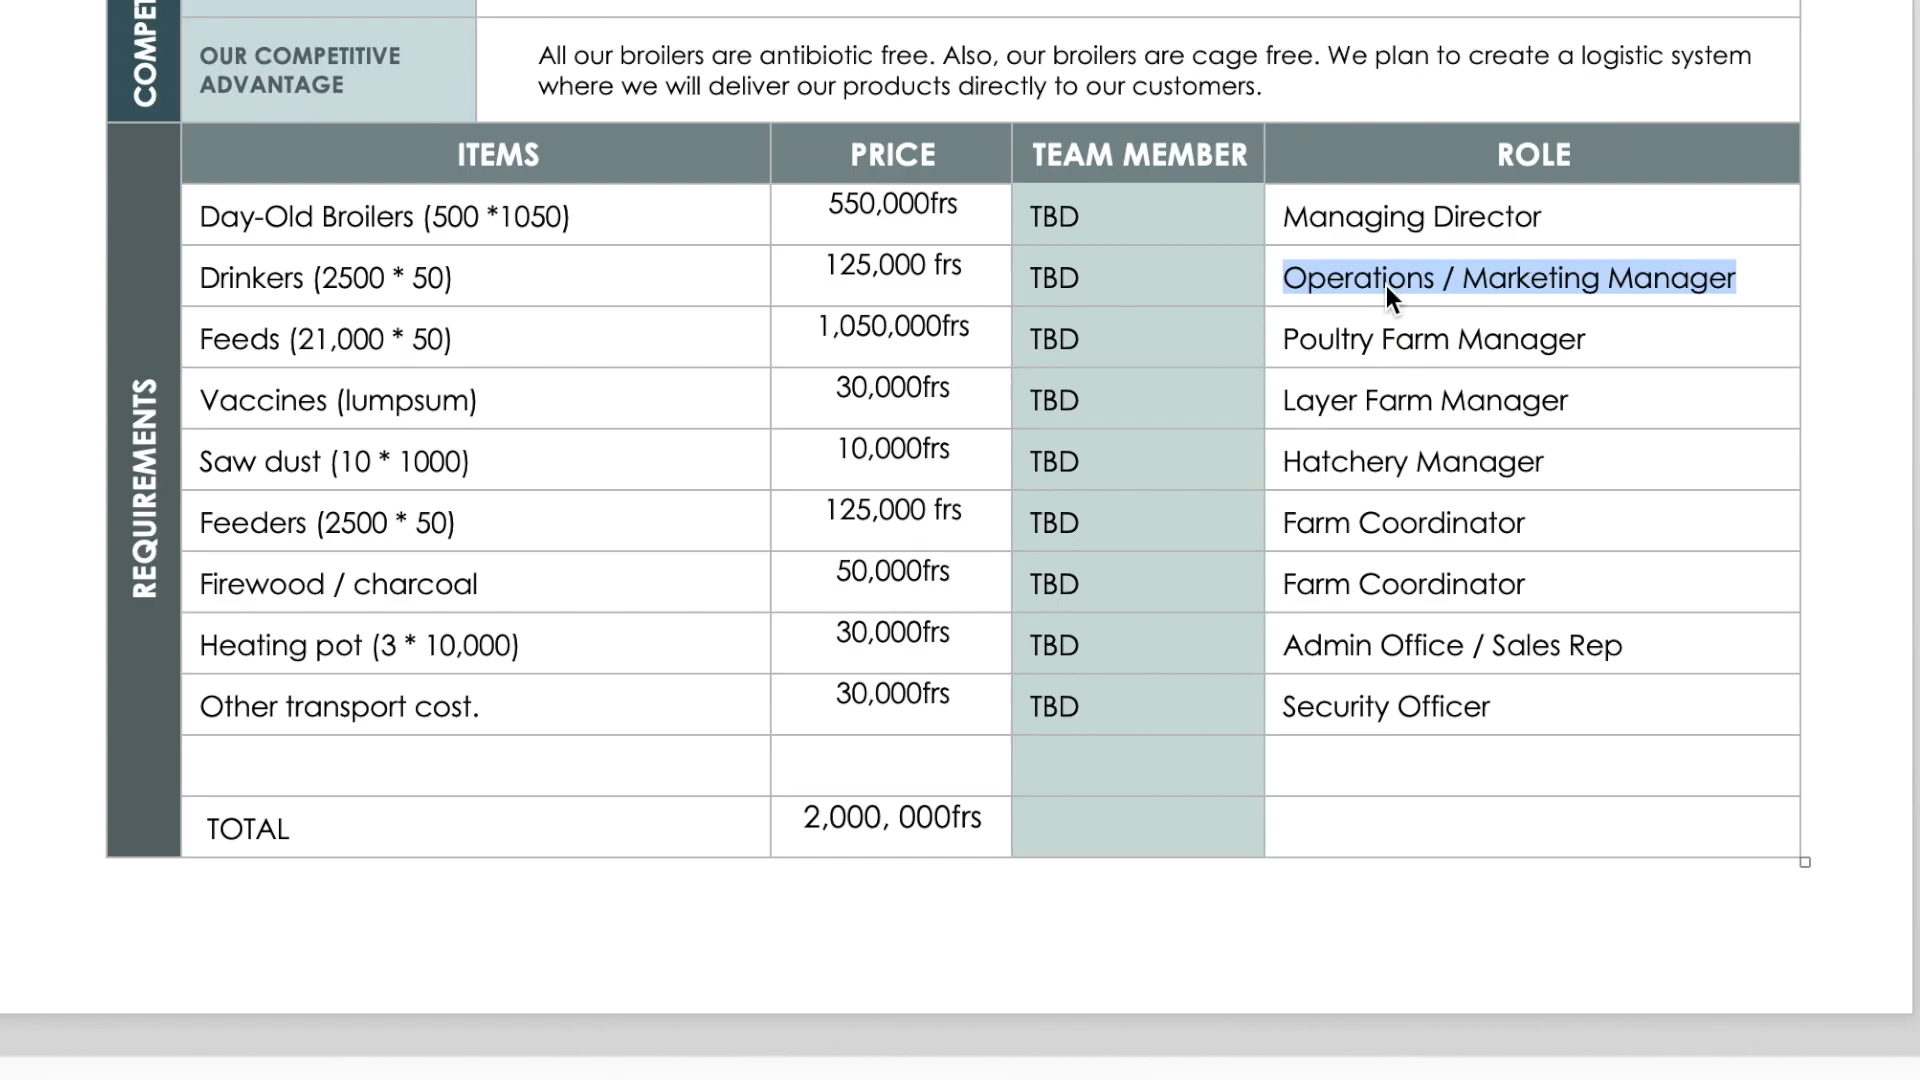 COMPE
OUR COMPETITIVE
ADVANTAGE
All our broilers are antibiotic free. Also, our broilers are cage free. We plan to create a logistic system
where we will deliver our products directly to our customers.
REQUIREMENTS
ITEMS PRICE TEAM MEMBER ROLE
Day-Old Broilers (500 *1050) 550,000frs TBD Managing Director
Drinkers (2500 * 50) 125,000 frs TBD Operations / Marketing Manager
Feeds (21,000 * 50) 1,050,000frs TBD Poultry Farm Manager
Vaccines (lumpsum) 30,000frs TBD Layer Farm Manager
Saw dust (10 * 1000) 10,000frs TBD Hatchery Manager
Feeders (2500 * 50) 125,000 frs TBD Farm Coordinator
Firewood / charcoal 50,000frs TBD Farm Coordinator
Heating pot (3 * 10,000) 30,000frs TBD Admin Office / Sales Rep
Other transport cost. 30,000frs TBD Security Officer
TOTAL 2,000, 000frs